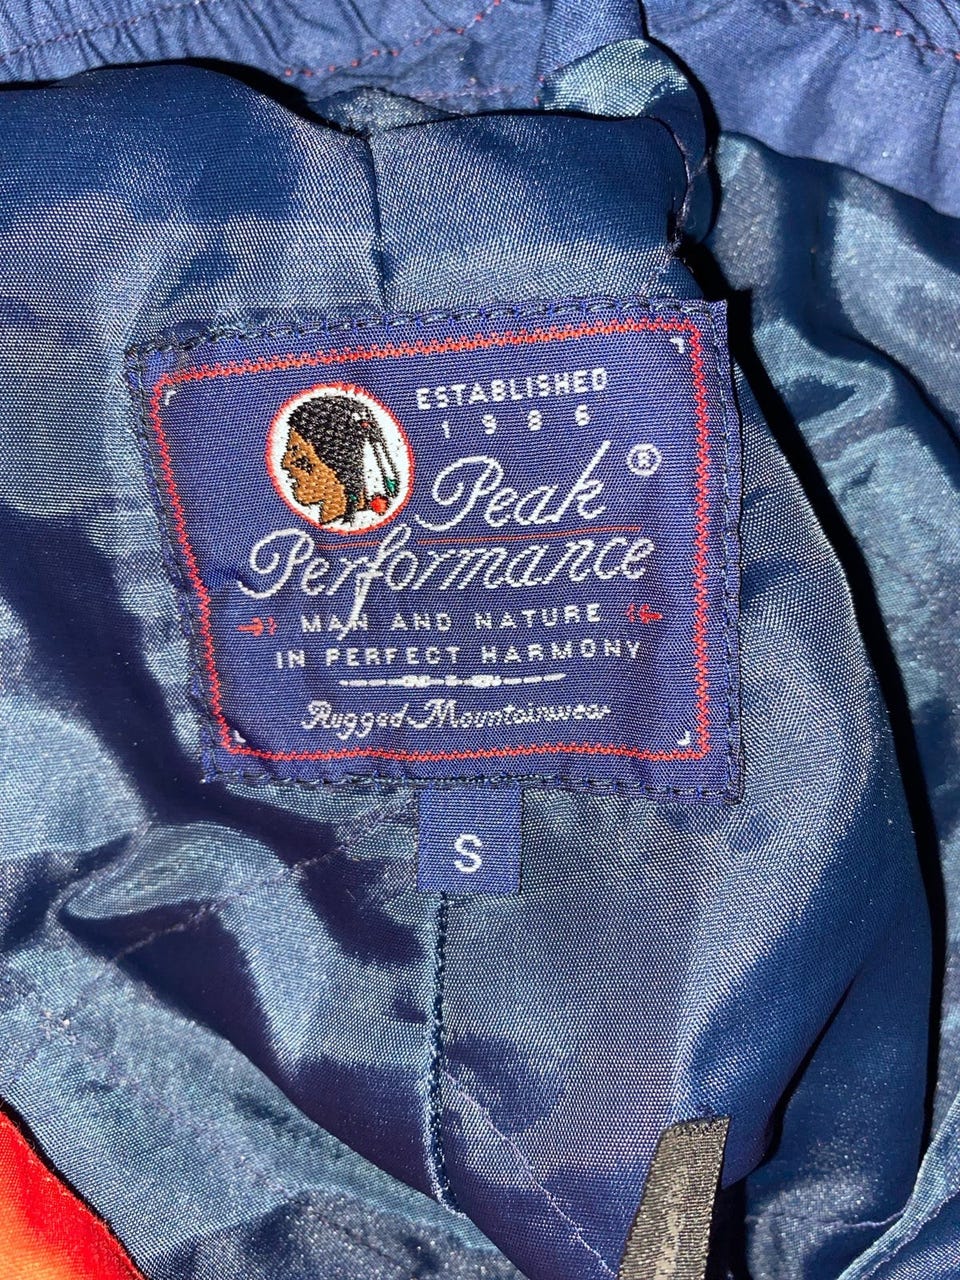 ESTABLISHED
1986
Peak ®
Performance
MAN AND NATURE
IN PERFECT HARMONY
Rugged Mountainwear
S